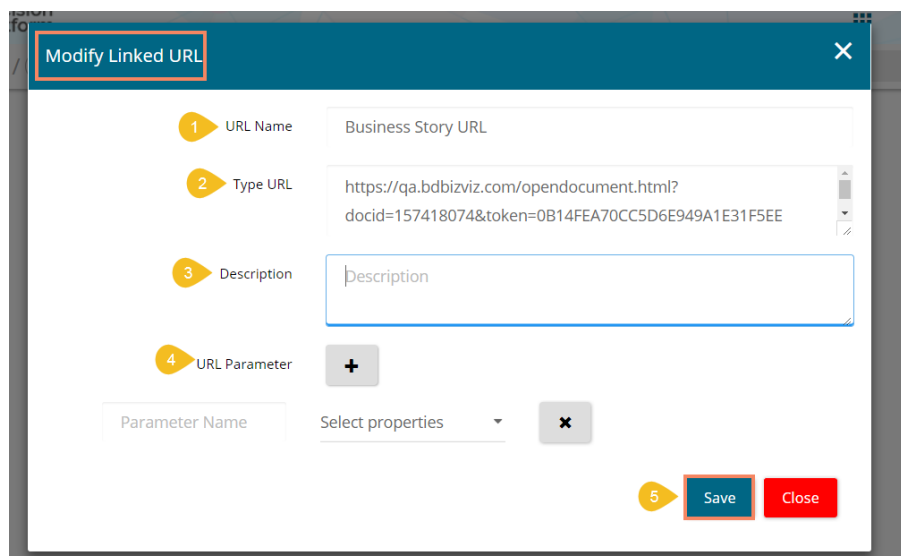 Modify Linked URL
1 URL Name
Business Story URL
2 Type URL
https://qa.bdbizviz.com/opendocument.html?
docid=157418074&token=0B14FEA70CC5D6E949A1E31F5EE
3 Description
Description
4 URL Parameter
Parameter Name
Select properties
5 Save
Close